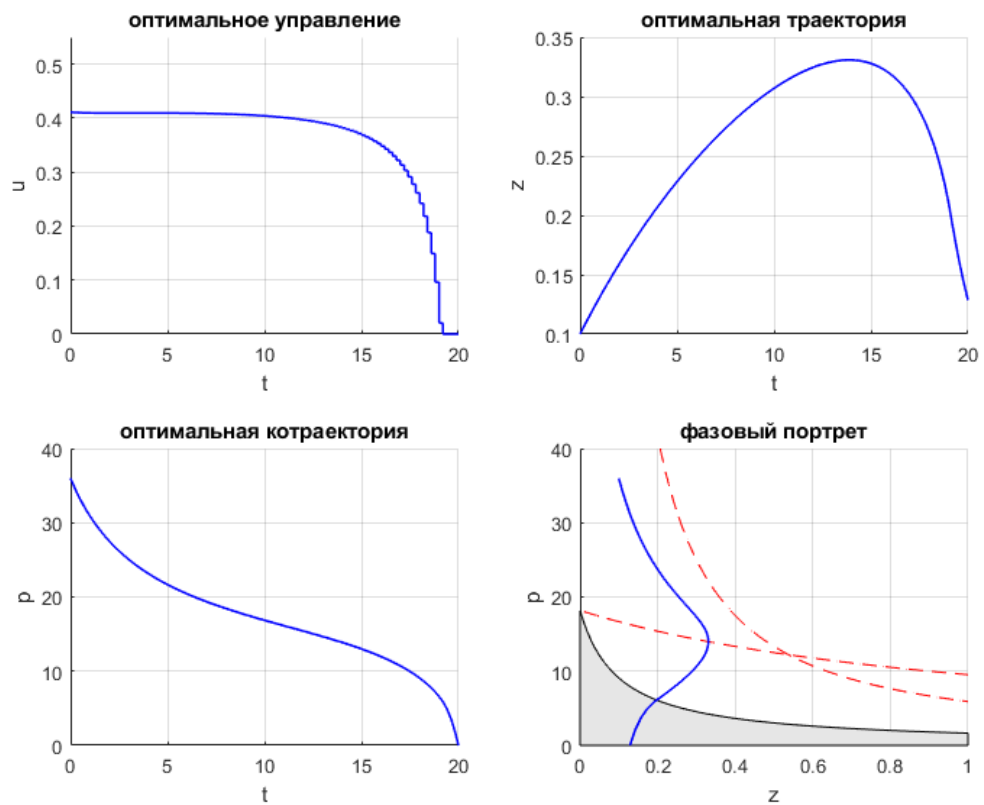 оптимальное управление
u
0.5
0.4
0.3
0.2
0.1
0
0 5 10 15 20
t
оптимальная траектория
z
0.35
0.3
0.25
0.2
0.15
0.1
0 5 10 15 20
t
оптимальная котраектория
p
40
30
20
10
0
0 5 10 15 20
t
фазовый портрет
p
40
30
20
10
0
0 0.2 0.4 0.6 0.8 1
z